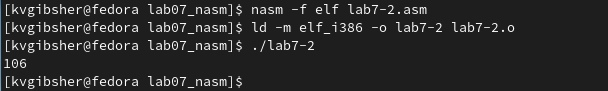 [kvgibsher@fedora lab07_nasm]$ nasm -f elf lab7-2.asm
[kvgibsher@fedora lab07_nasm]$ ld -m elf_i386 -o lab7-2 lab7-2.o
[kvgibsher@fedora lab07_nasm]$ ./lab7-2
106
[kvgibsher@fedora lab07_nasm]$